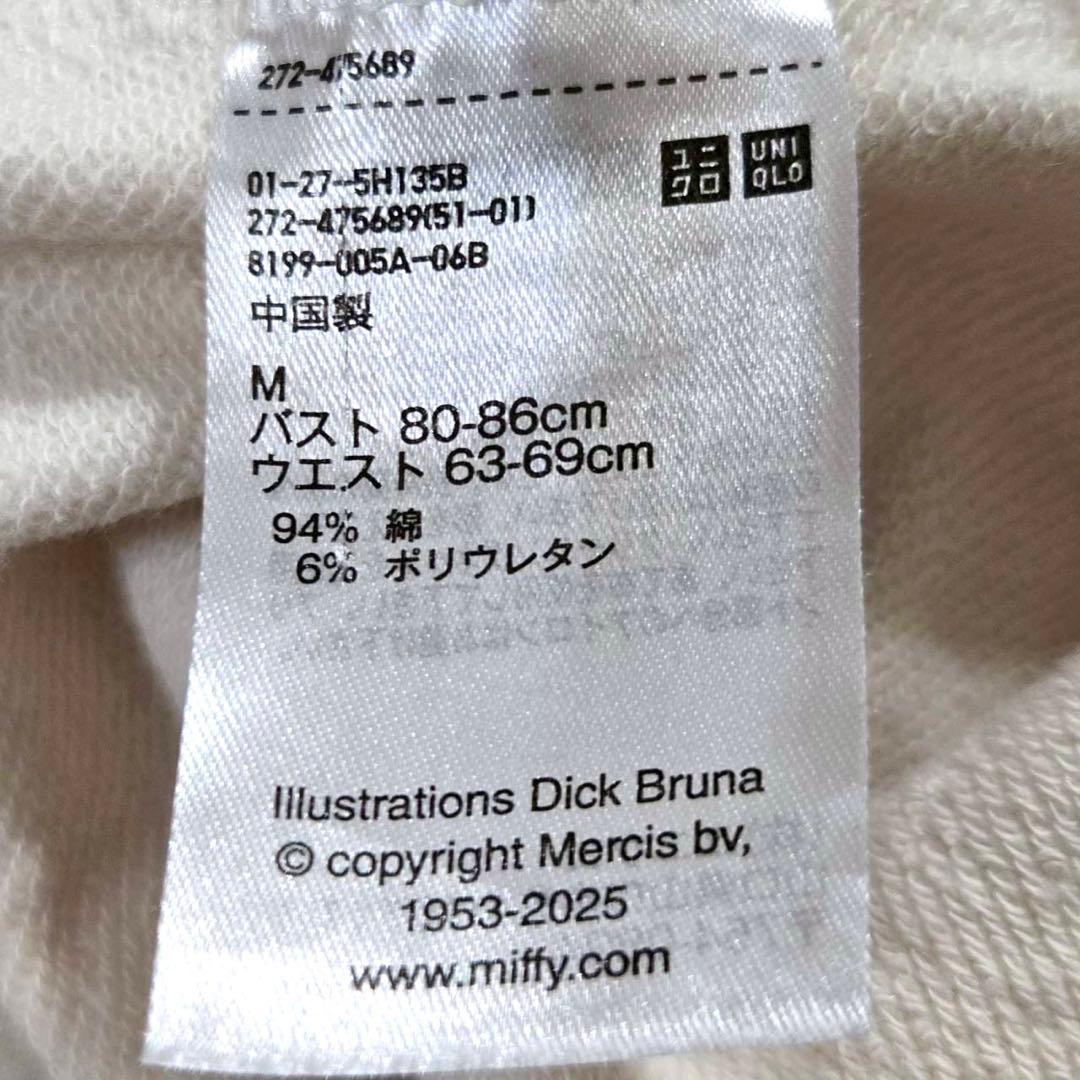 272-475689
ユニクロ
UNIQLO
01-27-5H135B
272-475689(51-01)
8199-005A-06B
中国製
M
バスト 80-86cm
ウエスト 63-69cm
94% 綿
6% ポリウレタン
Illustrations Dick Bruna
© copyright Mercis bv,
1953-2025
www.miffy.com